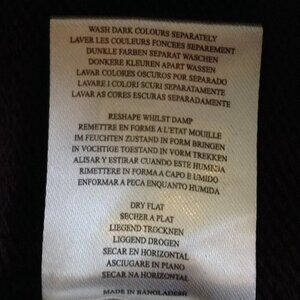 WASH DARK COLOURS SEPARATELY
LAVER LES COULEURS FONCEES SEPAREMENT
DUNKLE FARBEN SEPARAT WASCHEN
DONKERE KLEUREN APART WASSEN
LAVAR COLORES OSCUROS POR SEPARADO
LAVARE I COLORI SCURI SEPARATAMENTE
LAVAR AS CORES ESCURAS SEPARADAMENTE
RESHAPE WHILST DAMP
REMETTRE EN FORME A L'ETAT MOUILLE
IM FEUCHTEN ZUSTAND IN FORM BRINGEN
IN VOCHTIGE TOESTAND IN VORM TREKKEN
ALISAR Y ESTIRAR CUANDO ESTE HUMEDA
RIMETTERE IN FORMA A CAPO E UMIDO
ENFORMAR A PECA ENQUANTO HUMIDA
DRY FLAT
SECHER A PLAT
LIEGEND TROCKNEN
LIGGEND DROGEN
SECAR EN HORIZONTAL
ASCIUGARE IN PIANO
SECAR NA HORIZONTAL
MADE IN BANGLADESH